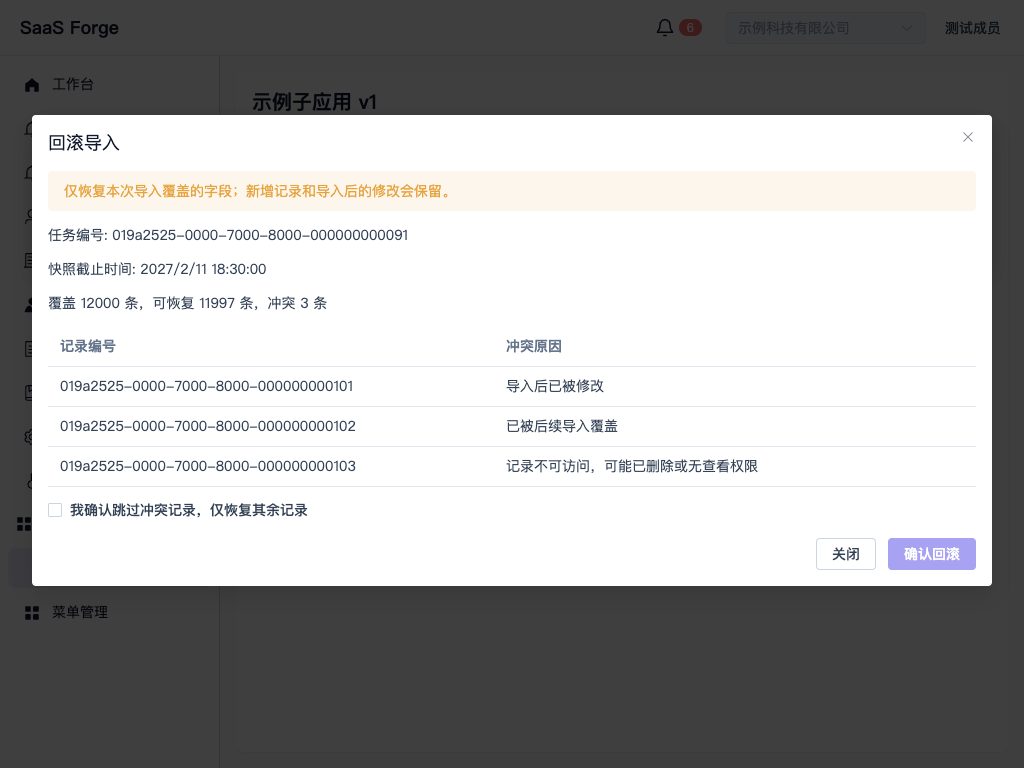 SaaS Forge
6
示例科技有限公司
测试成员
工作台
示例子应用 v1
回滚导入
仅恢复本次导入覆盖的字段；新增记录和导入后的修改会保留。
任务编号: 019a2525-0000-7000-8000-000000000091
快照截止时间: 2027/2/11 18:30:00
覆盖 12000 条，可恢复 11997 条，冲突 3 条
记录编号
冲突原因
019a2525-0000-7000-8000-000000000101
导入后已被修改
019a2525-0000-7000-8000-000000000102
已被后续导入覆盖
019a2525-0000-7000-8000-000000000103
记录不可访问，可能已删除或无查看权限
我确认跳过冲突记录，仅恢复其余记录
关闭
确认回滚
菜单管理